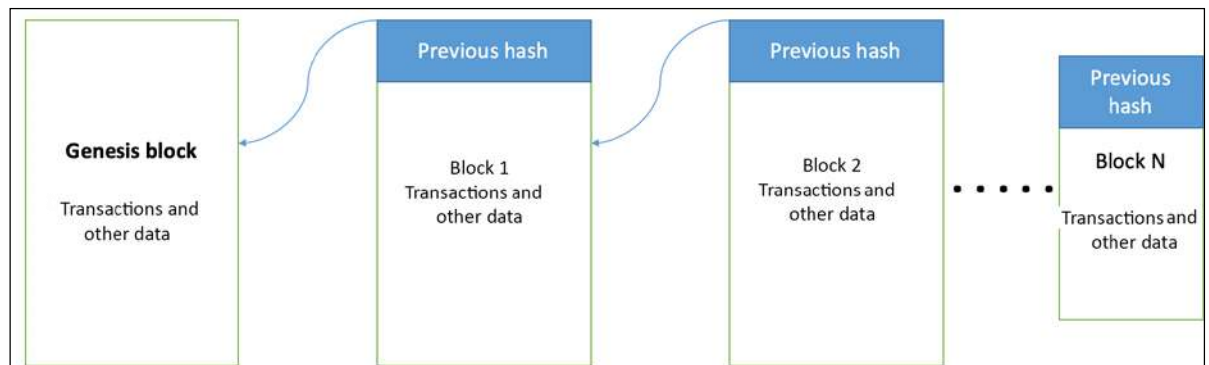 Genesis block
Transactions and
other data
Previous hash
Block 1
Transactions and
other data
Previous hash
Block 2
Transactions and
other data
Previous
hash
Block N
Transactions and
other data